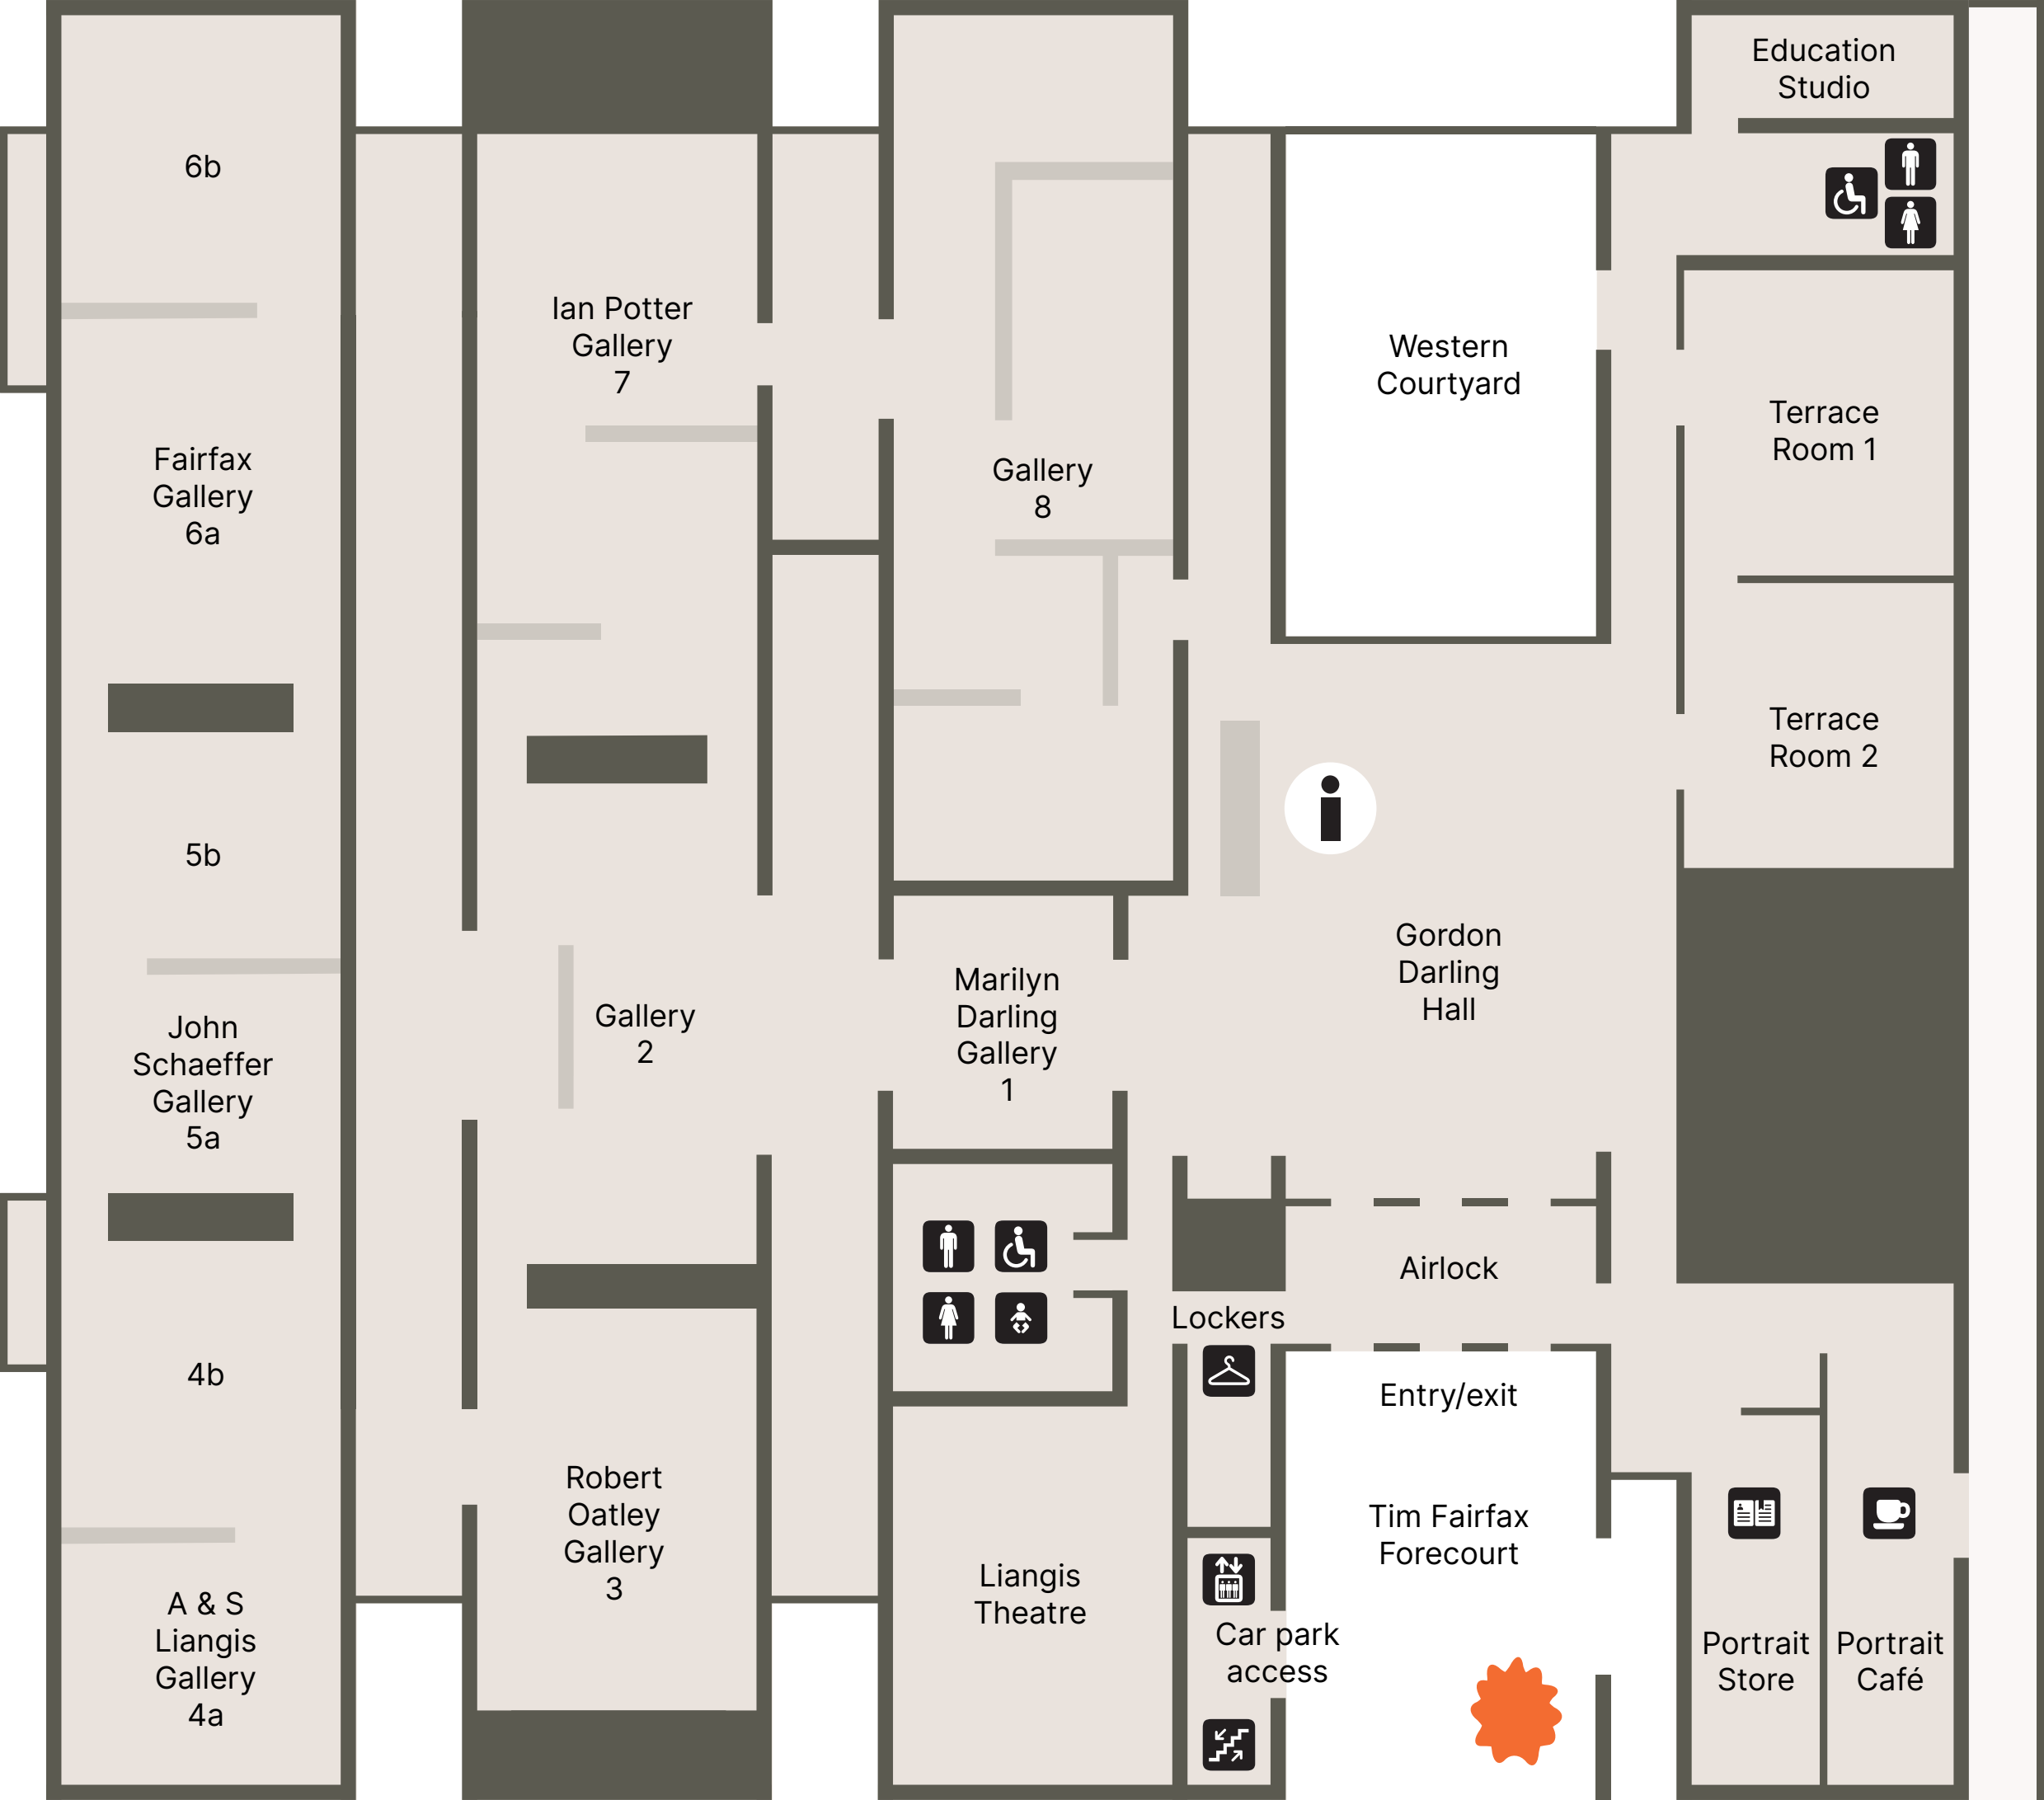 Education
Studio
6b
Ian Potter
Gallery
7
Western
Courtyard
Terrace
Room 1
Fairfax
Gallery
6a
Gallery
8
Terrace
Room 2
5b
Gordon
Darling
Hall
Marilyn
Darling
Gallery
1
Gallery
2
John
Schaeffer
Gallery
5a
Airlock
Lockers
4b
Entry/exit
Robert
Oatley
Gallery
3
Tim Fairfax
Forecourt
Liangis
Theatre
A & S
Liangis
Gallery
4a
Car park
access
Portrait
Store
Portrait
Café